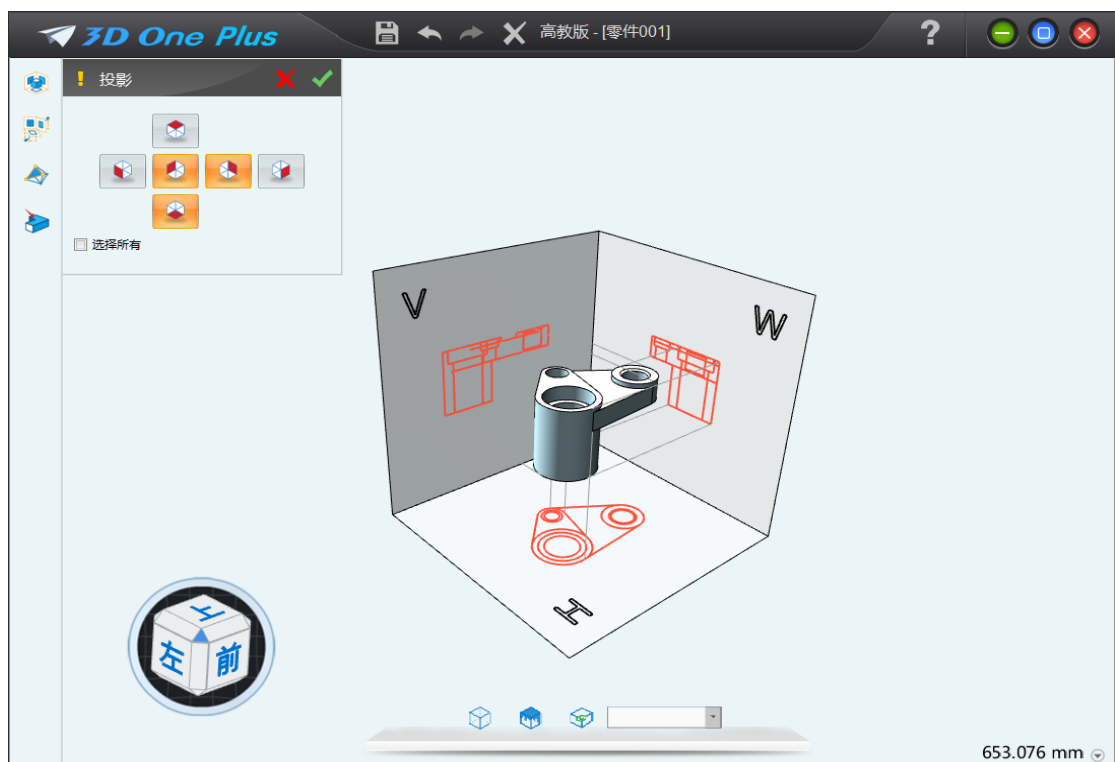 3D One Plus
高教版 - [零件001]
?
! 投影
选择所有
V
W
H
上
左
前
653.076 mm